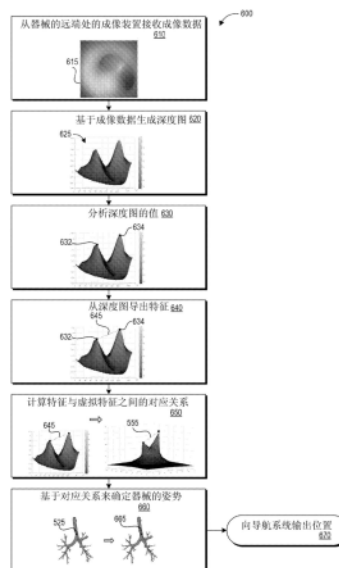 600
从器械的远端处的成像装置接收成像数据
610
615
基于成像数据生成深度图 620
625
分析深度图的值 630
632
634
从深度图导出特征 640
645
632
634
计算特征与虚拟特征之间的对应关系
650
645
555
基于对应关系来确定器械的姿势
660
525
665
向导航系统输出位置
670